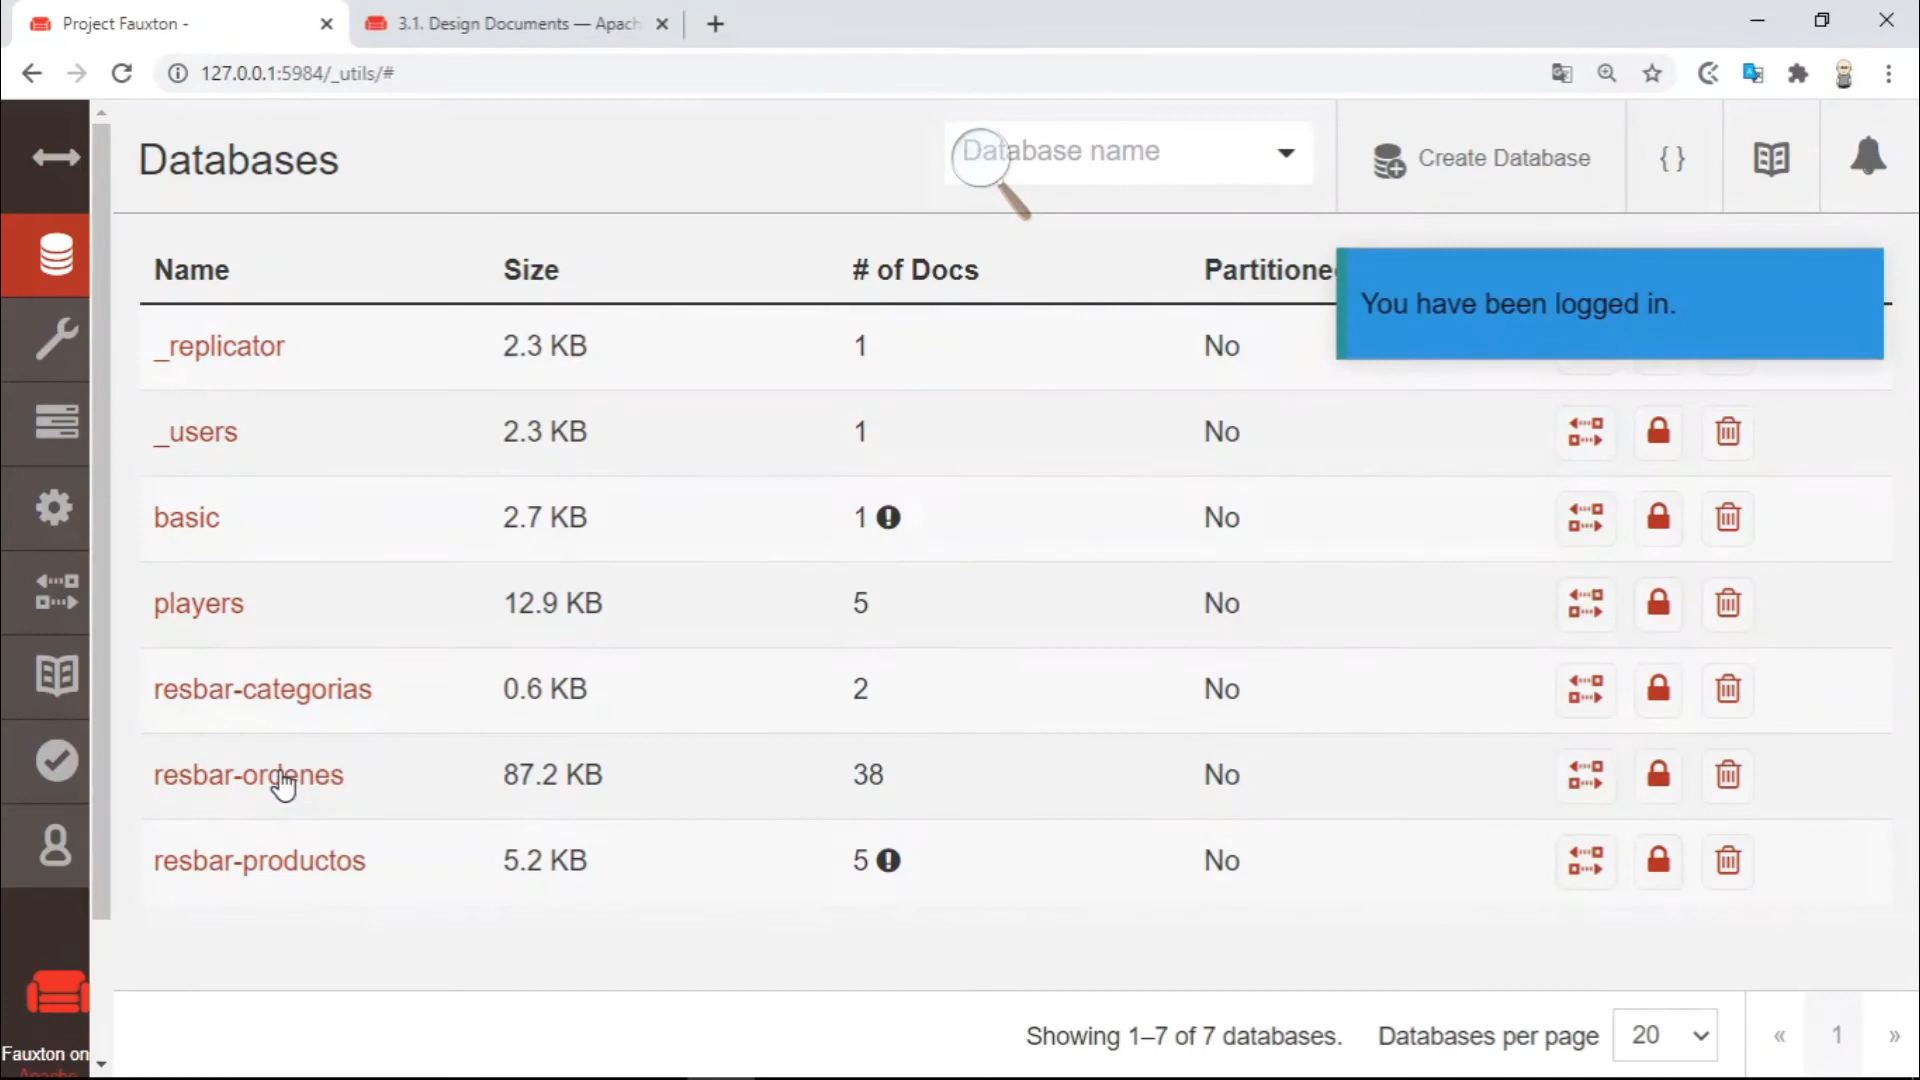 Project Fauxton -
3.1. Design Documents — Apach
127.0.0.1:5984/_utils/#
Databases
Database name
Create Database
{ }
Name Size # of Docs Partitione
You have been logged in.
_replicator 2.3 KB 1 No
_users 2.3 KB 1 No
basic 2.7 KB 1 No
players 12.9 KB 5 No
resbar-categorias 0.6 KB 2 No
resbar-ordenes 87.2 KB 38 No
resbar-productos 5.2 KB 5 No
Showing 1–7 of 7 databases. Databases per page 20 « 1 »
Fauxton on
Apache